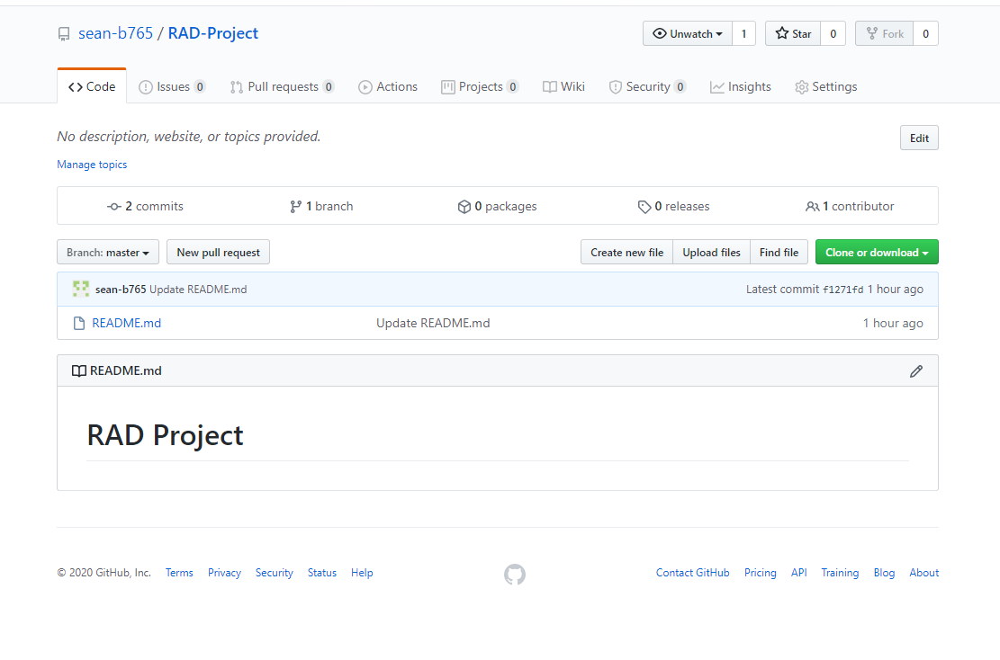 sean-b765 / RAD-Project
Unwatch 1 Star 0 Fork 0
Code Issues 0 Pull requests 0 Actions Projects 0 Wiki Security 0 Insights Settings
No description, website, or topics provided. Edit
Manage topics
2 commits 1 branch 0 packages 0 releases 1 contributor
Branch: master New pull request Create new file Upload files Find file Clone or download
sean-b765 Update README.md Latest commit f1271fd 1 hour ago
README.md Update README.md 1 hour ago
README.md
RAD Project
© 2020 GitHub, Inc. Terms Privacy Security Status Help Contact GitHub Pricing API Training Blog About